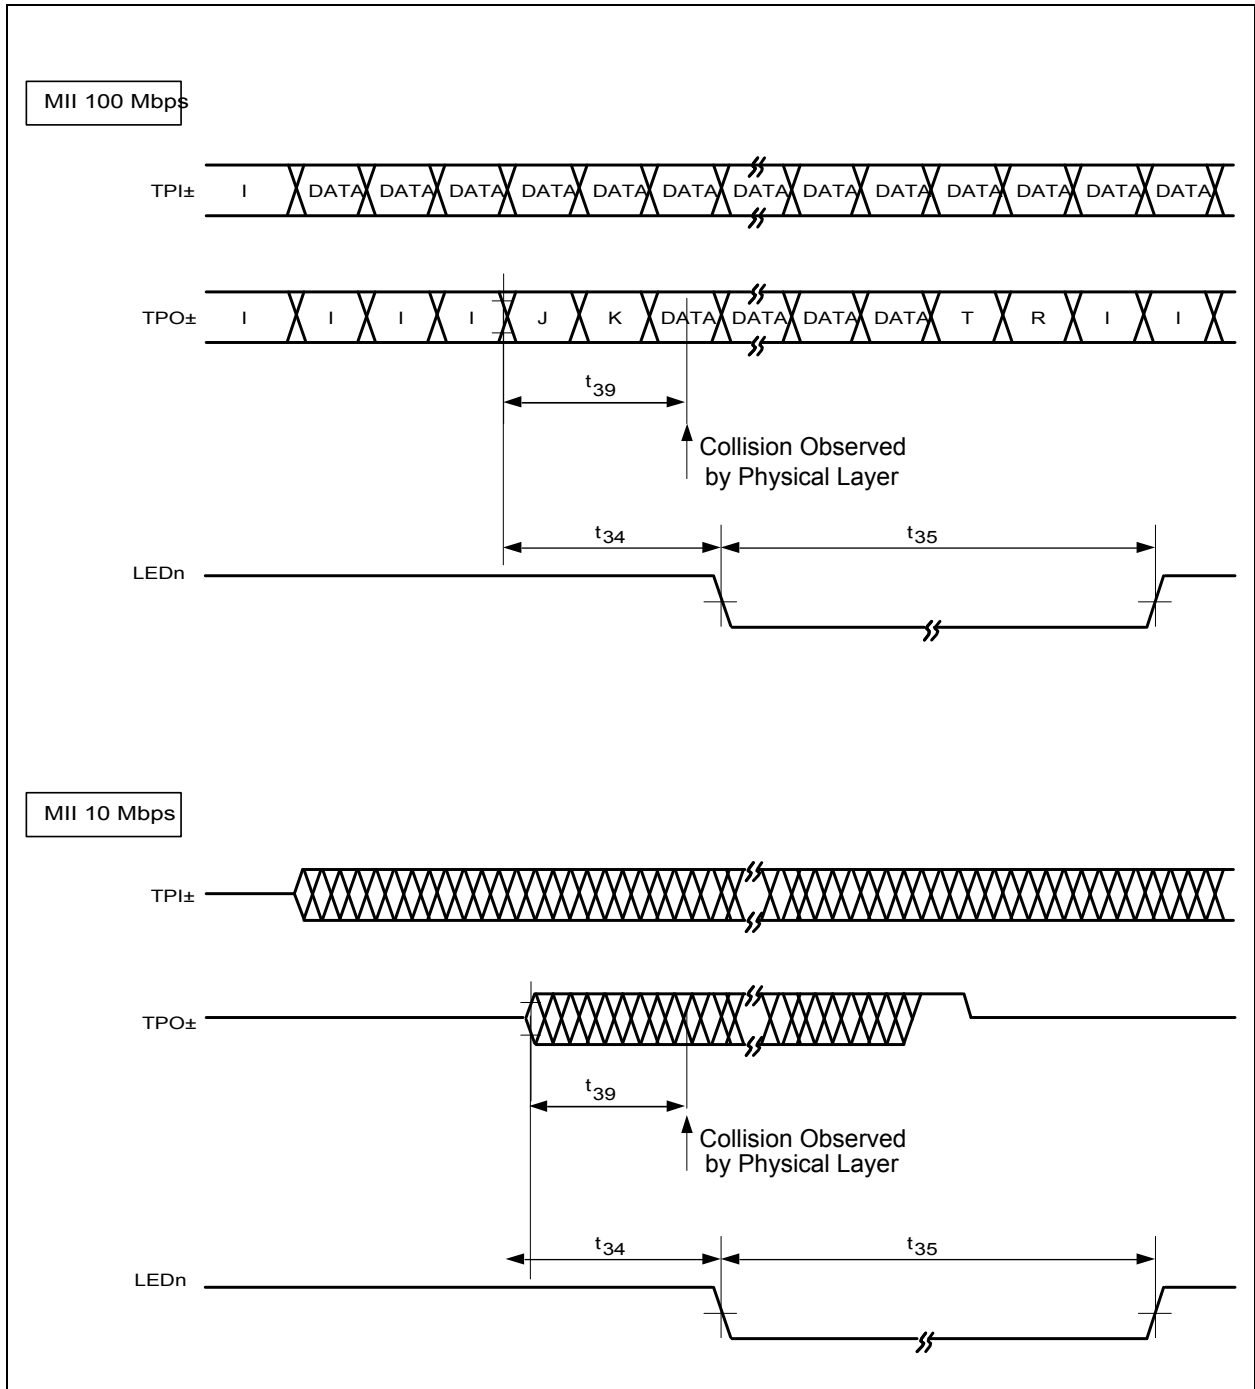 MII 100 Mbps
TPI± I DATA DATA DATA DATA DATA DATA DATA DATA DATA DATA DATA DATA DATA
TPO± I I I I J K DATA DATA DATA DATA T R I I
t39
Collision Observed
by Physical Layer
t34 t35
LEDn
MII 10 Mbps
TPI±
TPO±
t39
Collision Observed
by Physical Layer
t34 t35
LEDn